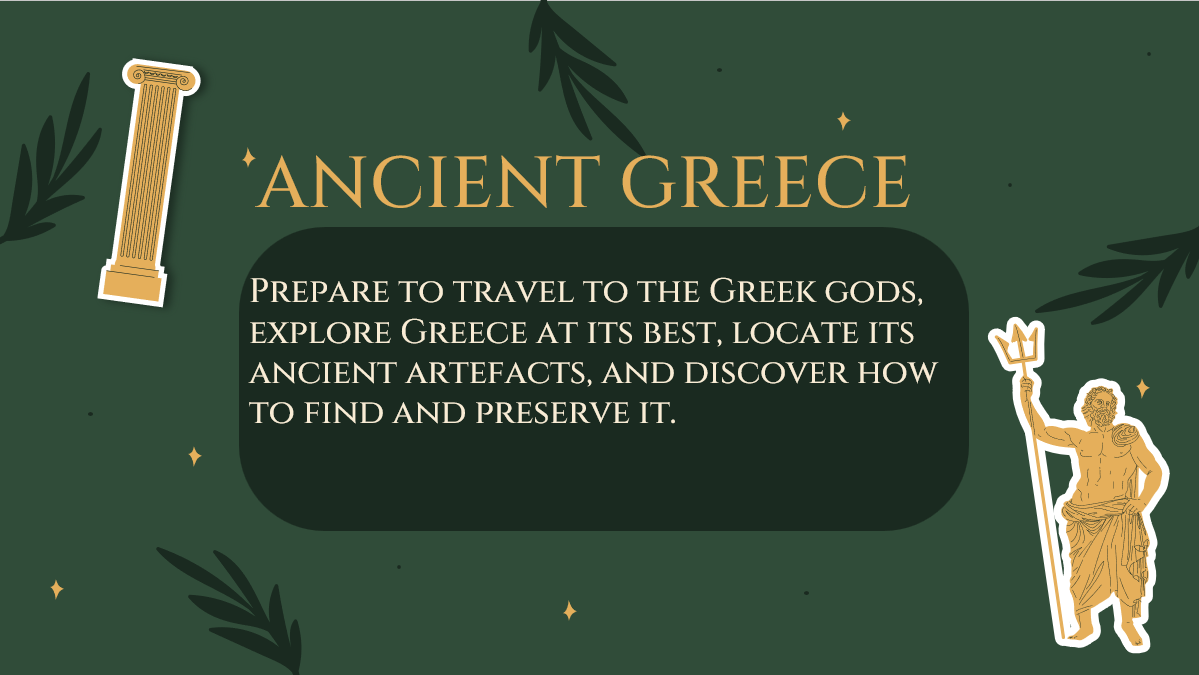 ANCIENT GREECE
Prepare to travel to the Greek gods,
explore Greece at its best, locate its
ancient artefacts, and discover how
to find and preserve it.